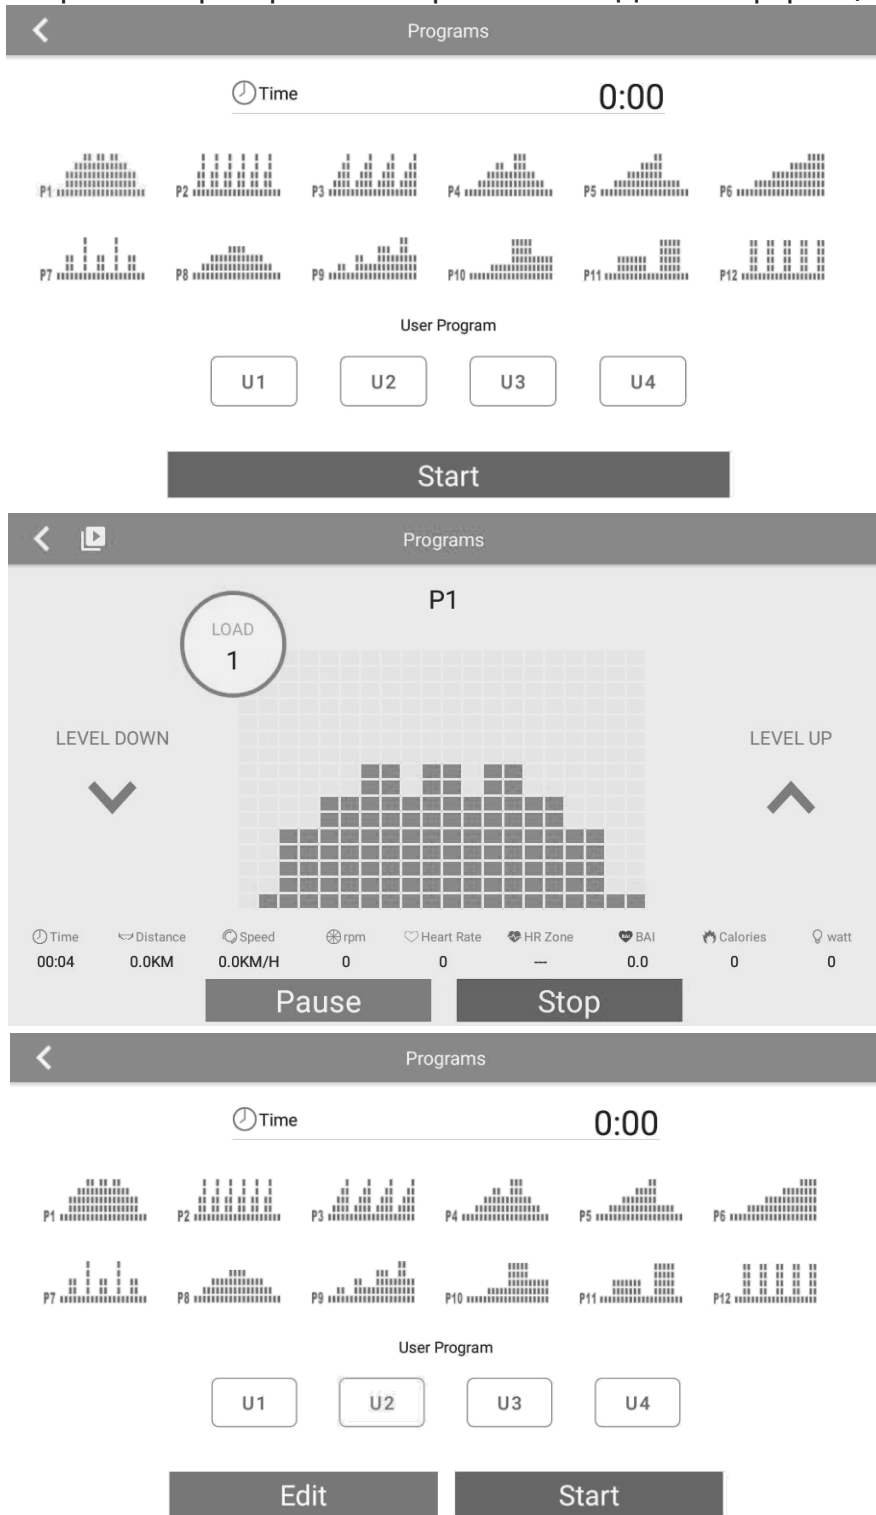 Programs
Time 0:00
P1 P2 P3 P4 P5 P6
P7 P8 P9 P10 P11 P12
User Program
U1 U2 U3 U4
Start
Programs
P1
LOAD
1
LEVEL DOWN LEVEL UP
Time Distance Speed rpm Heart Rate HR Zone BAI Calories watt
00:04 0.0KM 0.0KM/H 0 0 --- 0.0 0 0
Pause Stop
Programs
Time 0:00
P1 P2 P3 P4 P5 P6
P7 P8 P9 P10 P11 P12
User Program
U1 U2 U3 U4
Edit Start